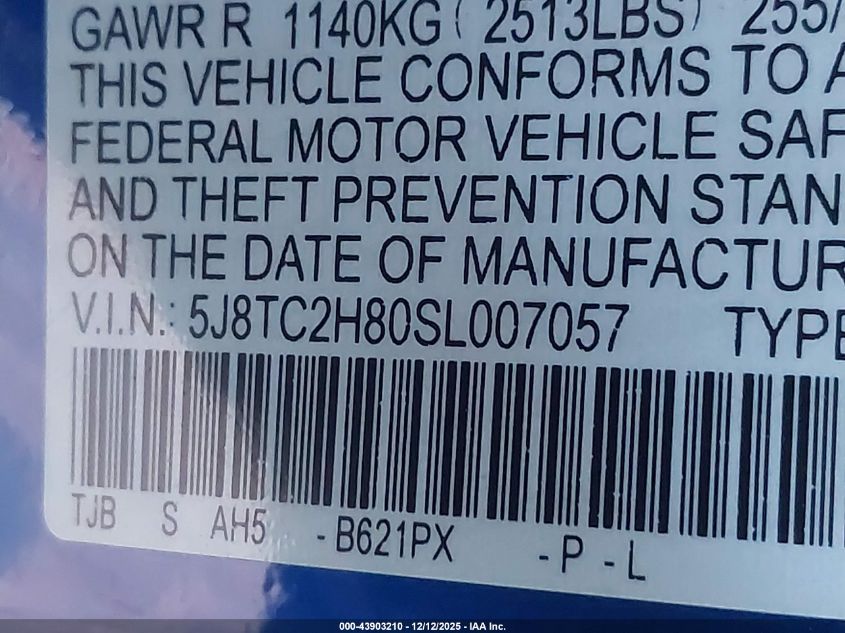 GAWR R 1140KG ( 2513LBS) 255/
THIS VEHICLE CONFORMS TO A
FEDERAL MOTOR VEHICLE SAF
AND THEFT PREVENTION STAN
ON THE DATE OF MANUFACTUR
V.I.N.: 5J8TC2H80SL007057 TYPE
TJB S AH5 -B621PX -P -L
000-43903210 - 12/12/2025 - IAA Inc.